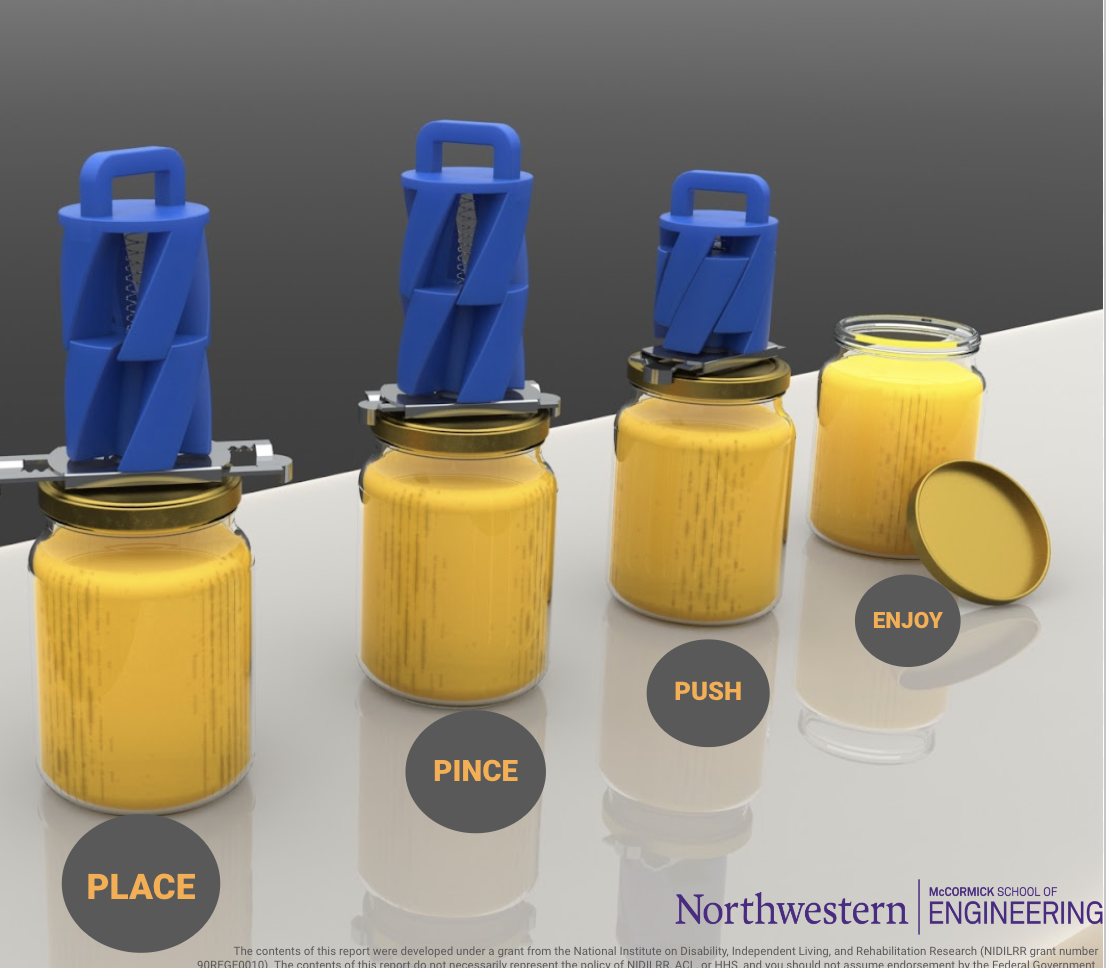 PLACE
PINCE
PUSH
ENJOY
Northwestern
McCORMICK SCHOOL OF
ENGINEERING
The contents of this report were developed under a grant from the National Institute on Disability, Independent Living, and Rehabilitation Research (NIDILRR grant number
90REGE0010). The contents of this report do not necessarily represent the policy of NIDILRR, ACL, or HHS, and you should not assume endorsement by the Federal Government.